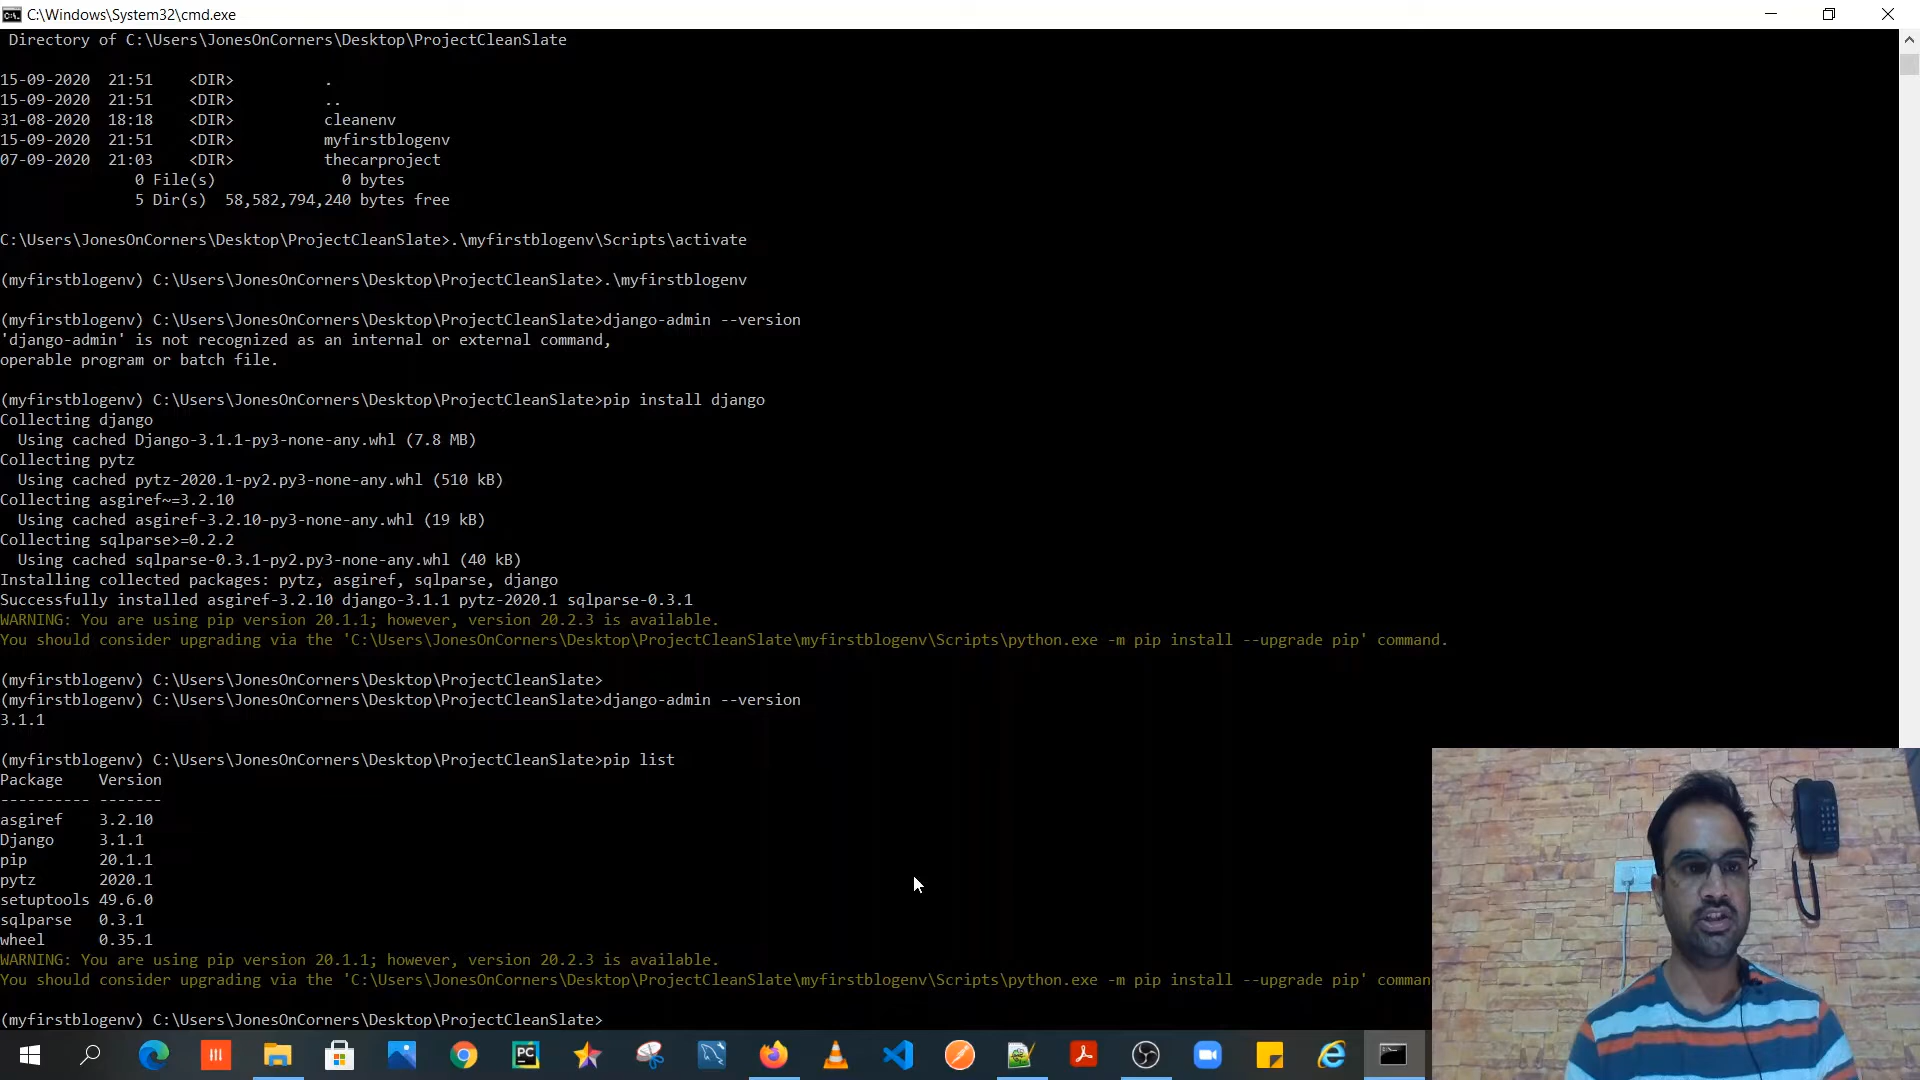 C:\Windows\System32\cmd.exe
Directory of C:\Users\JonesOnCorners\Desktop\ProjectCleanSlate
15-09-2020  21:51    <DIR>          .
15-09-2020  21:51    <DIR>          ..
31-08-2020  18:18    <DIR>          cleanenv
15-09-2020  21:51    <DIR>          myfirstblogenv
07-09-2020  21:03    <DIR>          thecarproject
0 File(s)              0 bytes
5 Dir(s)  58,582,794,240 bytes free
C:\Users\JonesOnCorners\Desktop\ProjectCleanSlate>.\myfirstblogenv\Scripts\activate
(myfirstblogenv) C:\Users\JonesOnCorners\Desktop\ProjectCleanSlate>.\myfirstblogenv
(myfirstblogenv) C:\Users\JonesOnCorners\Desktop\ProjectCleanSlate>django-admin --version
'django-admin' is not recognized as an internal or external command,
operable program or batch file.
(myfirstblogenv) C:\Users\JonesOnCorners\Desktop\ProjectCleanSlate>pip install django
Collecting django
Using cached Django-3.1.1-py3-none-any.whl (7.8 MB)
Collecting pytz
Using cached pytz-2020.1-py2.py3-none-any.whl (510 kB)
Collecting asgiref~=3.2.10
Using cached asgiref-3.2.10-py3-none-any.whl (19 kB)
Collecting sqlparse>=0.2.2
Using cached sqlparse-0.3.1-py2.py3-none-any.whl (40 kB)
Installing collected packages: pytz, asgiref, sqlparse, django
Successfully installed asgiref-3.2.10 django-3.1.1 pytz-2020.1 sqlparse-0.3.1
WARNING: You are using pip version 20.1.1; however, version 20.2.3 is available.
You should consider upgrading via the 'C:\Users\JonesOnCorners\Desktop\ProjectCleanSlate\myfirstblogenv\Scripts\python.exe -m pip install --upgrade pip' command.
(myfirstblogenv) C:\Users\JonesOnCorners\Desktop\ProjectCleanSlate>
(myfirstblogenv) C:\Users\JonesOnCorners\Desktop\ProjectCleanSlate>django-admin --version
3.1.1
(myfirstblogenv) C:\Users\JonesOnCorners\Desktop\ProjectCleanSlate>pip list
Package    Version
---------- -------
asgiref    3.2.10
Django     3.1.1
pip        20.1.1
pytz       2020.1
setuptools 49.6.0
sqlparse   0.3.1
wheel      0.35.1
WARNING: You are using pip version 20.1.1; however, version 20.2.3 is available.
You should consider upgrading via the 'C:\Users\JonesOnCorners\Desktop\ProjectCleanSlate\myfirstblogenv\Scripts\python.exe -m pip install --upgrade pip' comman
(myfirstblogenv) C:\Users\JonesOnCorners\Desktop\ProjectCleanSlate>